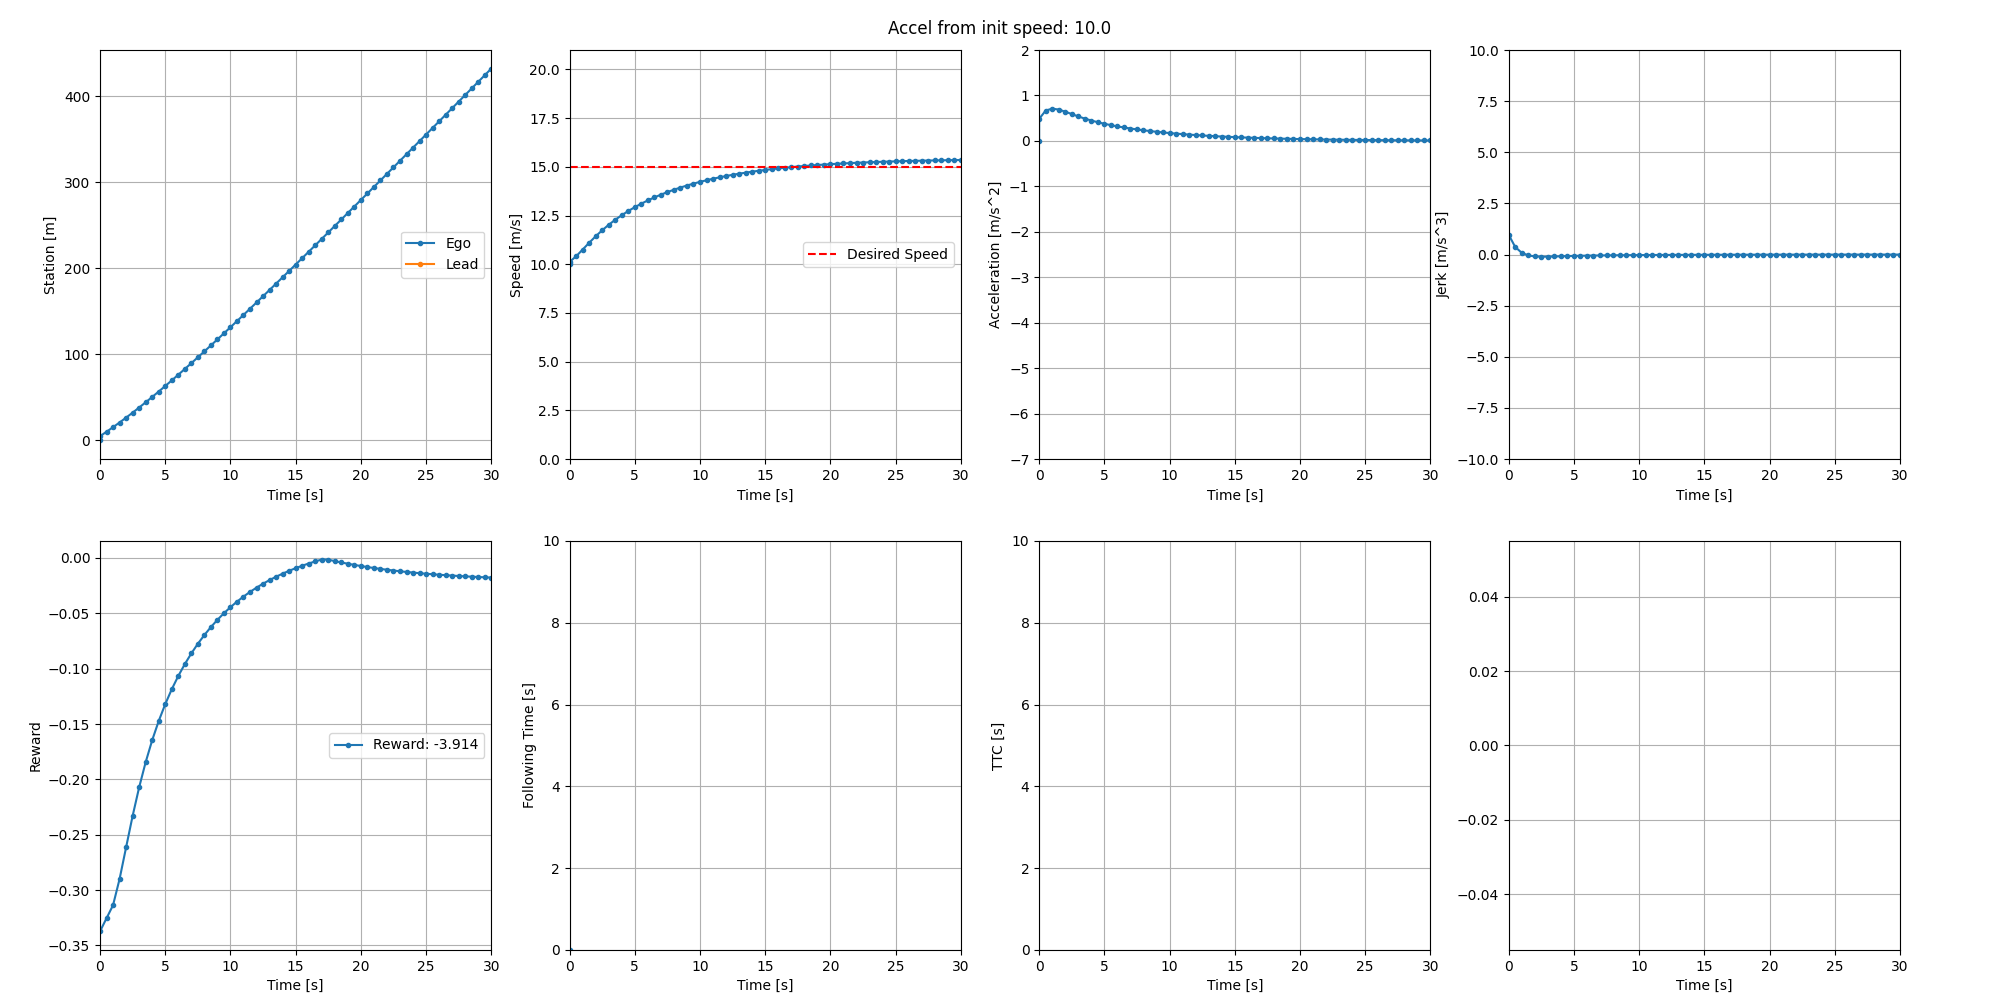 Accel from init speed: 10.0
Station [m]
400
300
200
100
0
Ego
Lead
0 5 10 15 20 25 30
Time [s]
Speed [m/s]
20.0
17.5
15.0
12.5
10.0
7.5
5.0
2.5
0.0
Desired Speed
0 5 10 15 20 25 30
Time [s]
Acceleration [m/s^2]
2
1
0
−1
−2
−3
−4
−5
−6
−7
0 5 10 15 20 25 30
Time [s]
Jerk [m/s^3]
10.0
7.5
5.0
2.5
0.0
−2.5
−5.0
−7.5
−10.0
0 5 10 15 20 25 30
Time [s]
Reward
0.00
−0.05
−0.10
−0.15
−0.20
−0.25
−0.30
−0.35
Reward: -3.914
0 5 10 15 20 25 30
Time [s]
Following Time [s]
10
8
6
4
2
0
0 5 10 15 20 25 30
Time [s]
TTC [s]
10
8
6
4
2
0
0 5 10 15 20 25 30
Time [s]
0.04
0.02
0.00
−0.02
−0.04
0 5 10 15 20 25 30
Time [s]